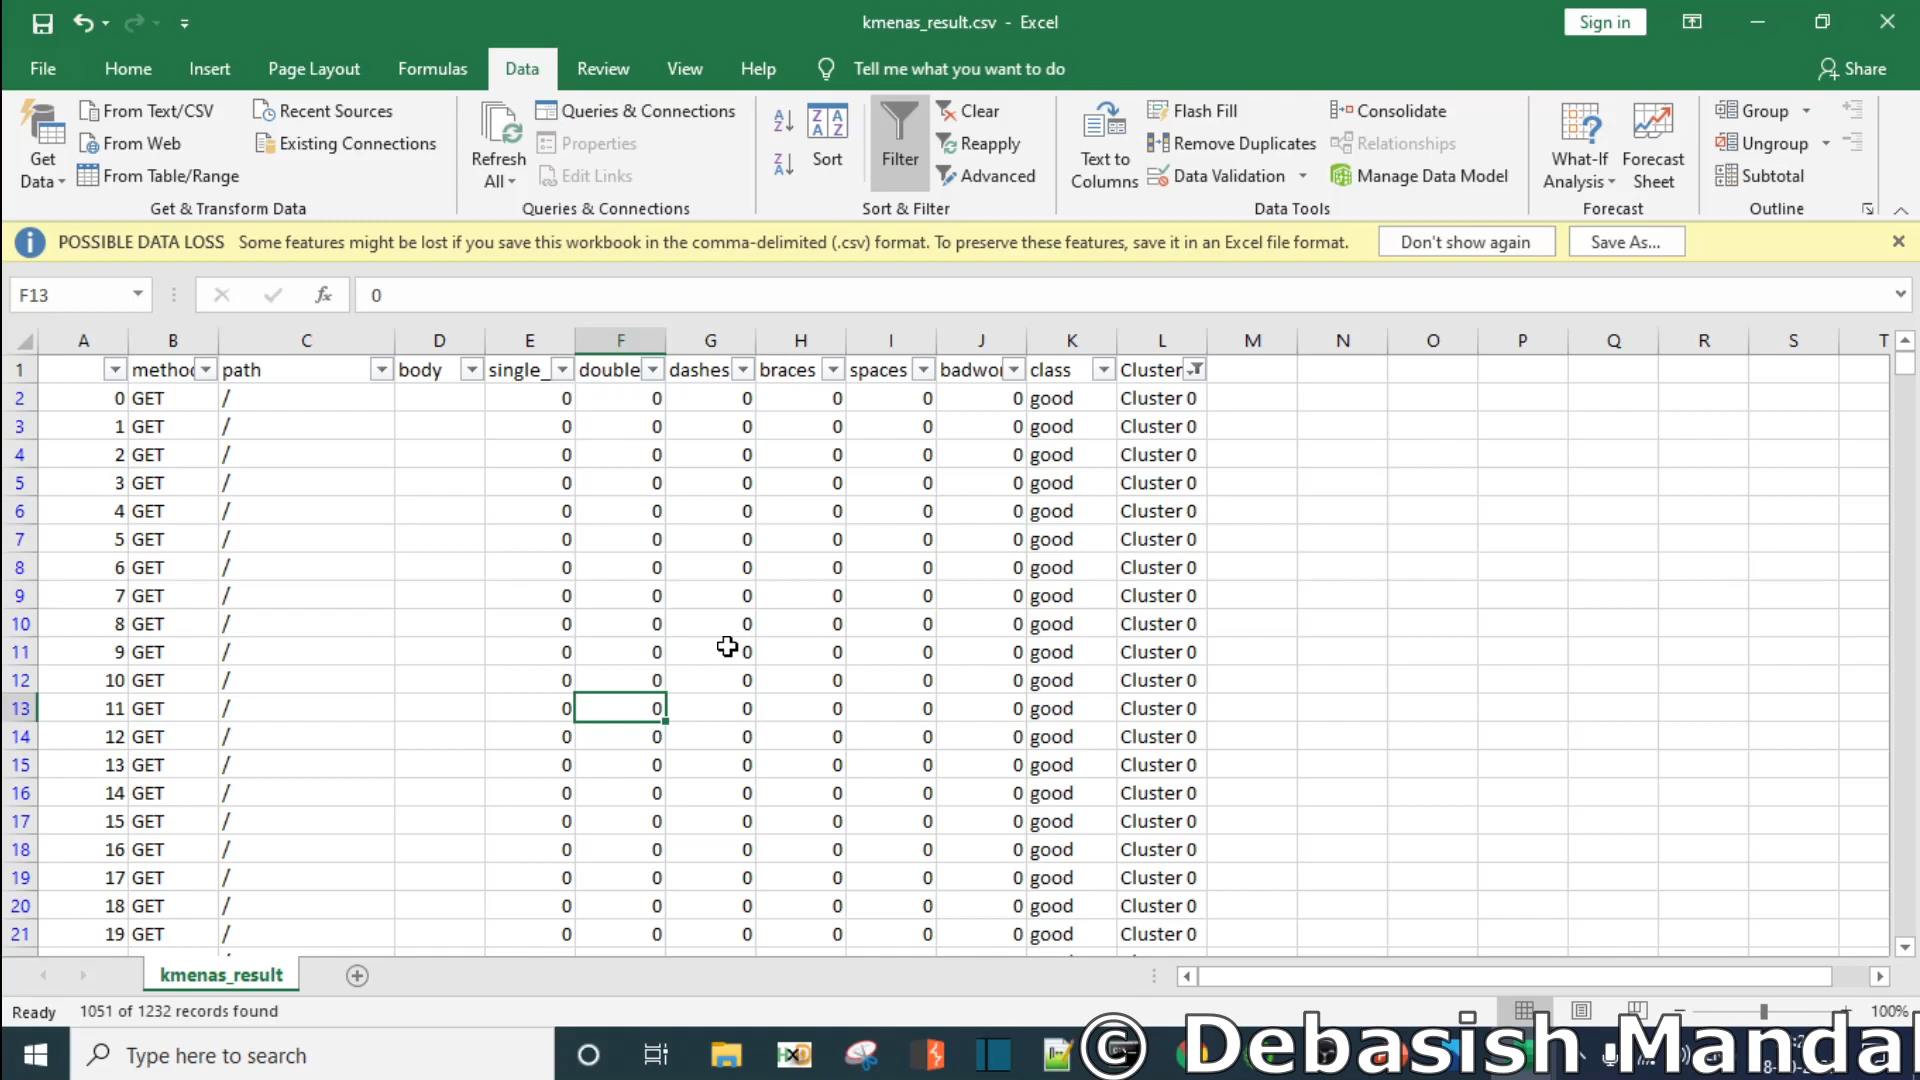 kmenas_result.csv - Excel
Sign in
File Home Insert Page Layout Formulas Data Review View Help Tell me what you want to do Share
Get Data
From Text/CSV
From Web
From Table/Range
Recent Sources
Existing Connections
Get & Transform Data
Refresh All
Queries & Connections
Properties
Edit Links
Queries & Connections
Sort
Filter
Clear
Reapply
Advanced
Sort & Filter
Text to Columns
Flash Fill
Remove Duplicates
Data Validation
Consolidate
Relationships
Manage Data Model
Data Tools
What-If Analysis
Forecast Sheet
Forecast
Group
Ungroup
Subtotal
Outline
POSSIBLE DATA LOSS Some features might be lost if you save this workbook in the comma-delimited (.csv) format. To preserve these features, save it in an Excel file format. Don't show again Save As...
F13 fx 0
A B C D E F G H I J K L M N O P Q R S T
1 method path body single_ double dashes braces spaces badwor class Cluster
2 0 GET / 0 0 0 0 0 0 good Cluster 0
3 1 GET / 0 0 0 0 0 0 good Cluster 0
4 2 GET / 0 0 0 0 0 0 good Cluster 0
5 3 GET / 0 0 0 0 0 0 good Cluster 0
6 4 GET / 0 0 0 0 0 0 good Cluster 0
7 5 GET / 0 0 0 0 0 0 good Cluster 0
8 6 GET / 0 0 0 0 0 0 good Cluster 0
9 7 GET / 0 0 0 0 0 0 good Cluster 0
10 8 GET / 0 0 0 0 0 0 good Cluster 0
11 9 GET / 0 0 0 0 0 0 good Cluster 0
12 10 GET / 0 0 0 0 0 0 good Cluster 0
13 11 GET / 0 0 0 0 0 0 good Cluster 0
14 12 GET / 0 0 0 0 0 0 good Cluster 0
15 13 GET / 0 0 0 0 0 0 good Cluster 0
16 14 GET / 0 0 0 0 0 0 good Cluster 0
17 15 GET / 0 0 0 0 0 0 good Cluster 0
18 16 GET / 0 0 0 0 0 0 good Cluster 0
19 17 GET / 0 0 0 0 0 0 good Cluster 0
20 18 GET / 0 0 0 0 0 0 good Cluster 0
21 19 GET / 0 0 0 0 0 0 good Cluster 0
kmenas_result
Ready 1051 of 1232 records found 100%
Type here to search
© Debasish Mandal